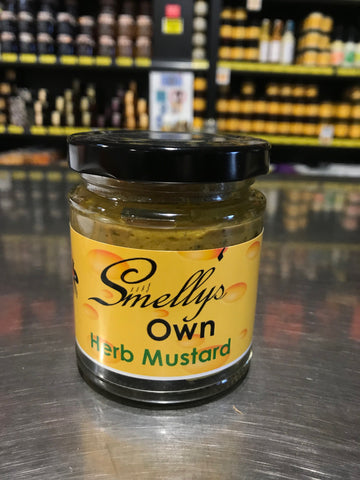 Smellys
Own
Herb Mustard